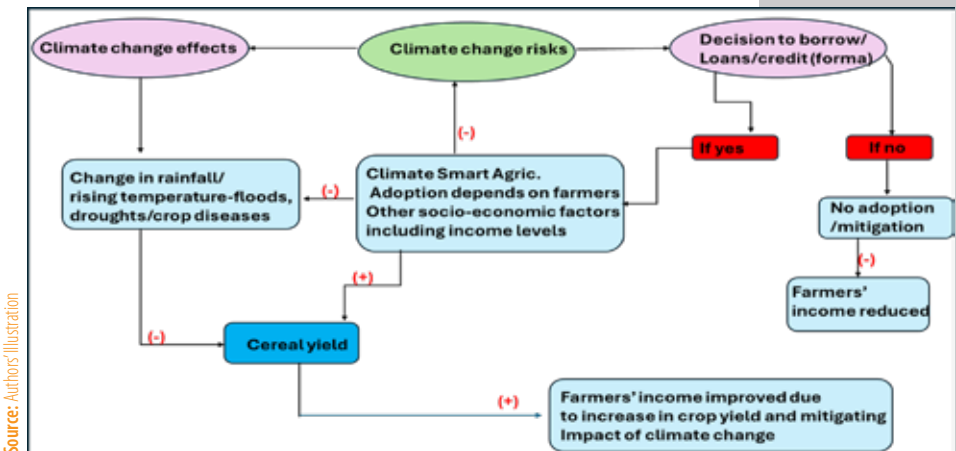 Climate change effects
Climate change risks
Decision to borrow/
Loans/credit(forma)
(-)
If yes
If no
Change in rainfall/
rising temperature-floods,
droughts/crop diseases
(-)
Climate Smart Agric.
Adoption depends on farmers
Other socio-economic factors
including income levels
No adoption
/mitigation
(-)
Farmers'
income reduced
(+)
(-)
Cereal yield
(+)
Farmers' income improved due
to increase in crop yield and mitigating
Impact of climate change
Source: Authors' Illustration